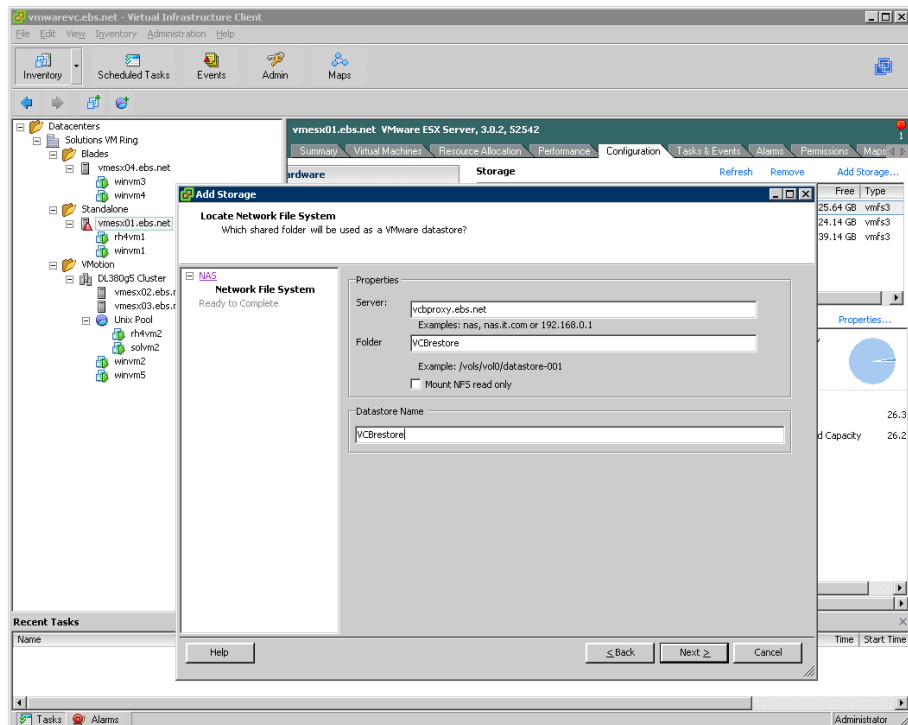 vmwarevc.ebs.net - Virtual Infrastructure Client
File Edit View Inventory Administration Help
Inventory Scheduled Tasks Events Admin Maps
Datacenters
Solutions VM Ring
Blades
vmesx04.ebs.net
winvm3
winvm4
Standalone
vmesx01.ebs.net
rh4vm1
winvm1
VMotion
DL380g5 Cluster
vmesx02.ebs.r
vmesx03.ebs.r
Unix Pool
rh4vm2
solvm2
winvm2
winvm5
vmesx01.ebs.net VMware ESX Server, 3.0.2, 52542
1
Summary Virtual Machines Resource Allocation Performance Configuration Tasks & Events Alarms Permissions Maps
ardware
Storage Refresh Remove Add Storage...
Free Type
25.64 GB vmfs3
24.14 GB vmfs3
39.14 GB vmfs3
Properties...
26.3
d Capacity 26.2
Add Storage
Locate Network File System
Which shared folder will be used as a VMware datastore?
NAS
Network File System
Ready to Complete
Properties
Server: vcbproxy.ebs.net
Examples: nas, nas.it.com or 192.168.0.1
Folder VCBrestore
Example: /vols/vol0/datastore-001
Mount NFS read only
Datastore Name
VCBrestore
Help < Back Next > Cancel
Recent Tasks
Name Time Start Time
Tasks Alarms Administrator